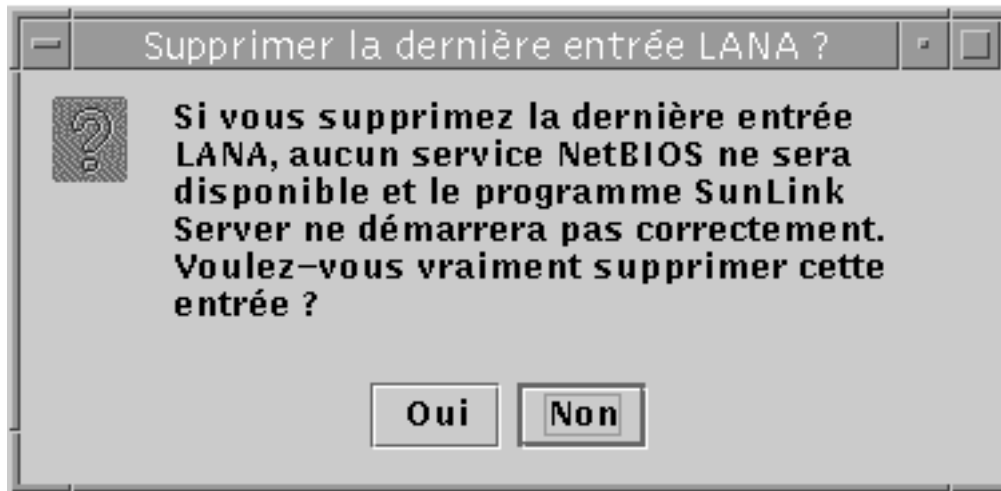 Supprimer la dernière entrée LANA ?
Si vous supprimez la dernière entrée
LANA, aucun service NetBIOS ne sera
disponible et le programme SunLink
Server ne démarrera pas correctement.
Voulez-vous vraiment supprimer cette
entrée ?
Oui Non